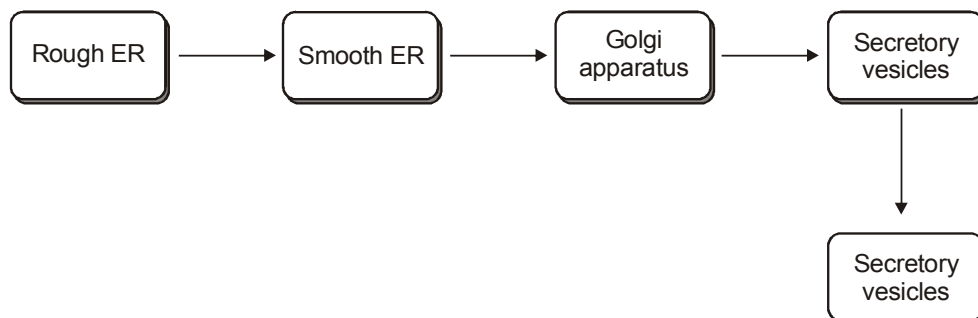 Rough ER
Smooth ER
Golgi
apparatus
Secretory
vesicles
Secretory
vesicles